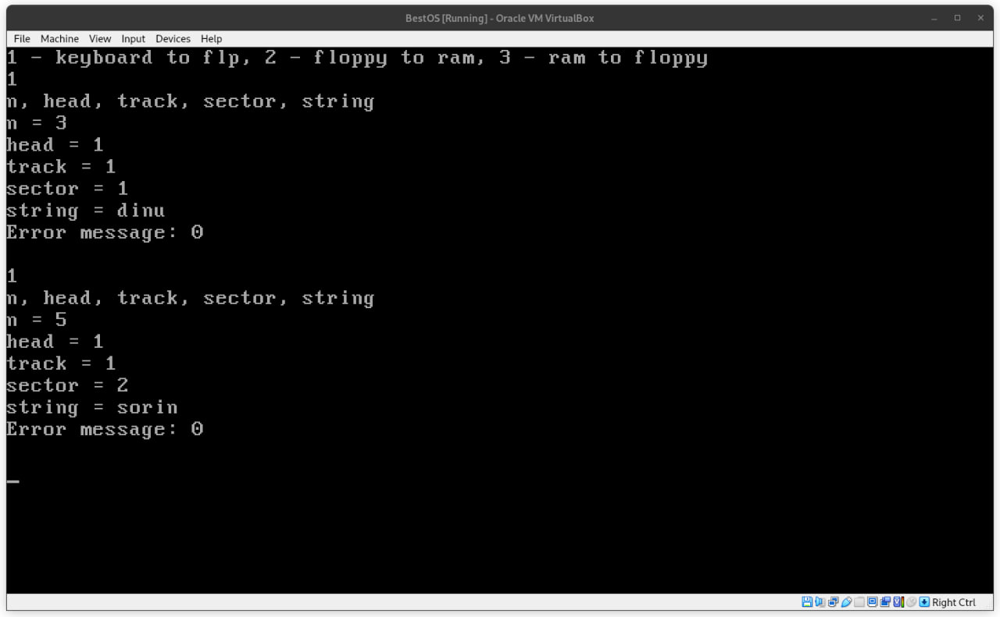 BestOS [Running] - Oracle VM VirtualBox
File Machine View Input Devices Help
1 - keyboard to flp, 2 - floppy to ram, 3 - ram to floppy
1
n, head, track, sector, string
n = 3
head = 1
track = 1
sector = 1
string = dinu
Error message: 0
1
n, head, track, sector, string
n = 5
head = 1
track = 1
sector = 2
string = sorin
Error message: 0
_
Right Ctrl